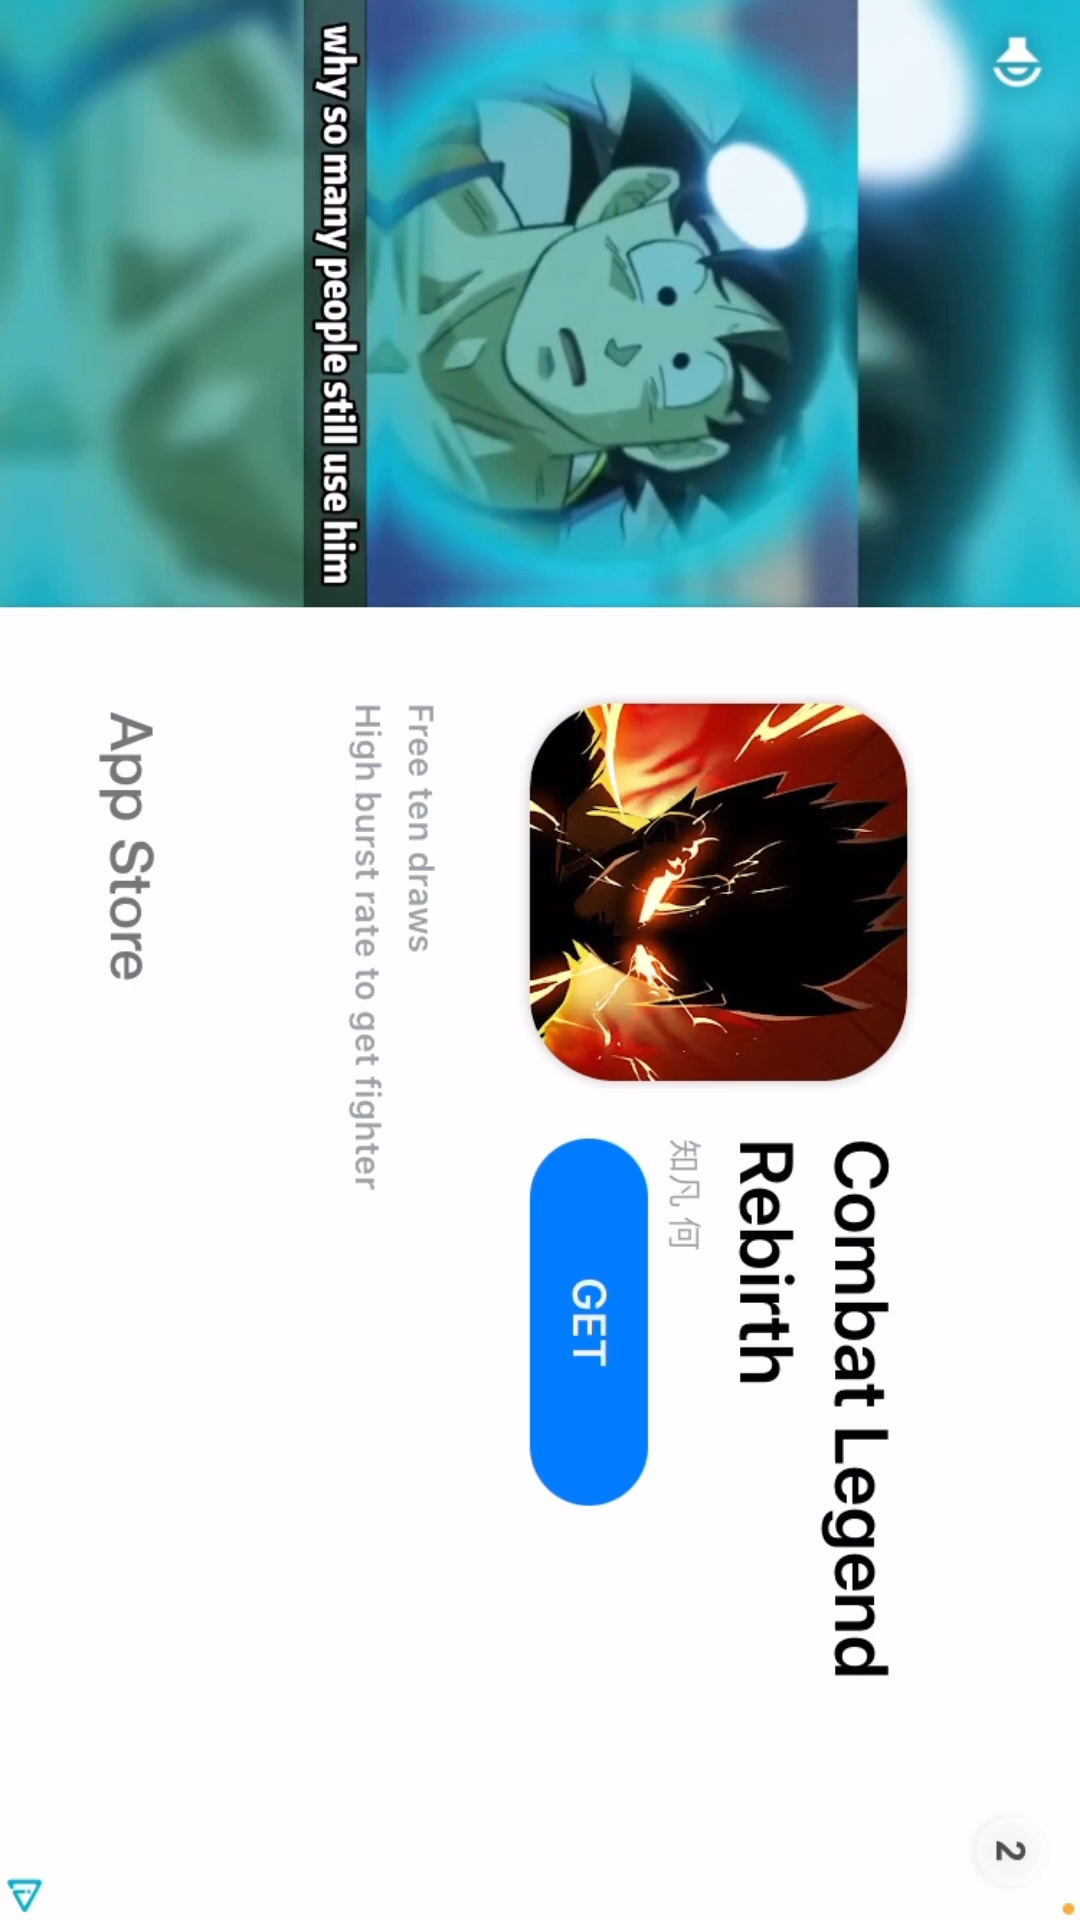 why so many people still use him
Combat Legend
Rebirth
知凡 何
GET
Free ten draws
High burst rate to get fighter
App Store
2